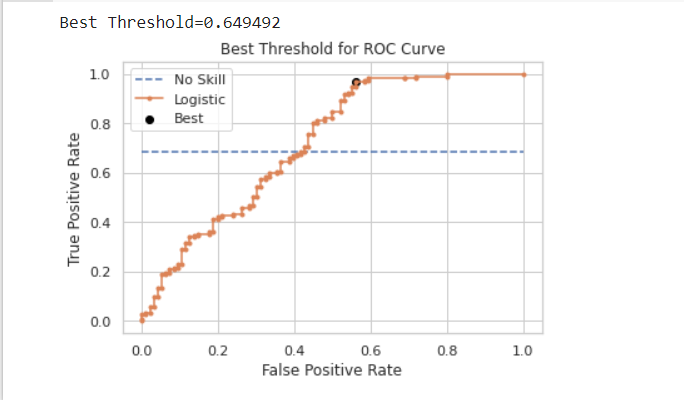 Best Threshold=0.649492
Best Threshold for ROC Curve
No Skill
Logistic
Best
True Positive Rate
1.0
0.8
0.6
0.4
0.2
0.0
0.0 0.2 0.4 0.6 0.8 1.0
False Positive Rate